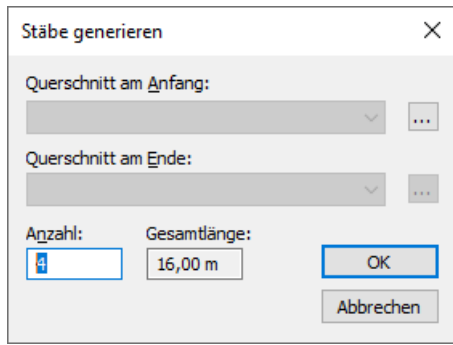 Stäbe generieren
Querschnitt am Anfang:
...
Querschnitt am Ende:
...
Anzahl: Gesamtlänge:
4 16,00 m OK
Abbrechen